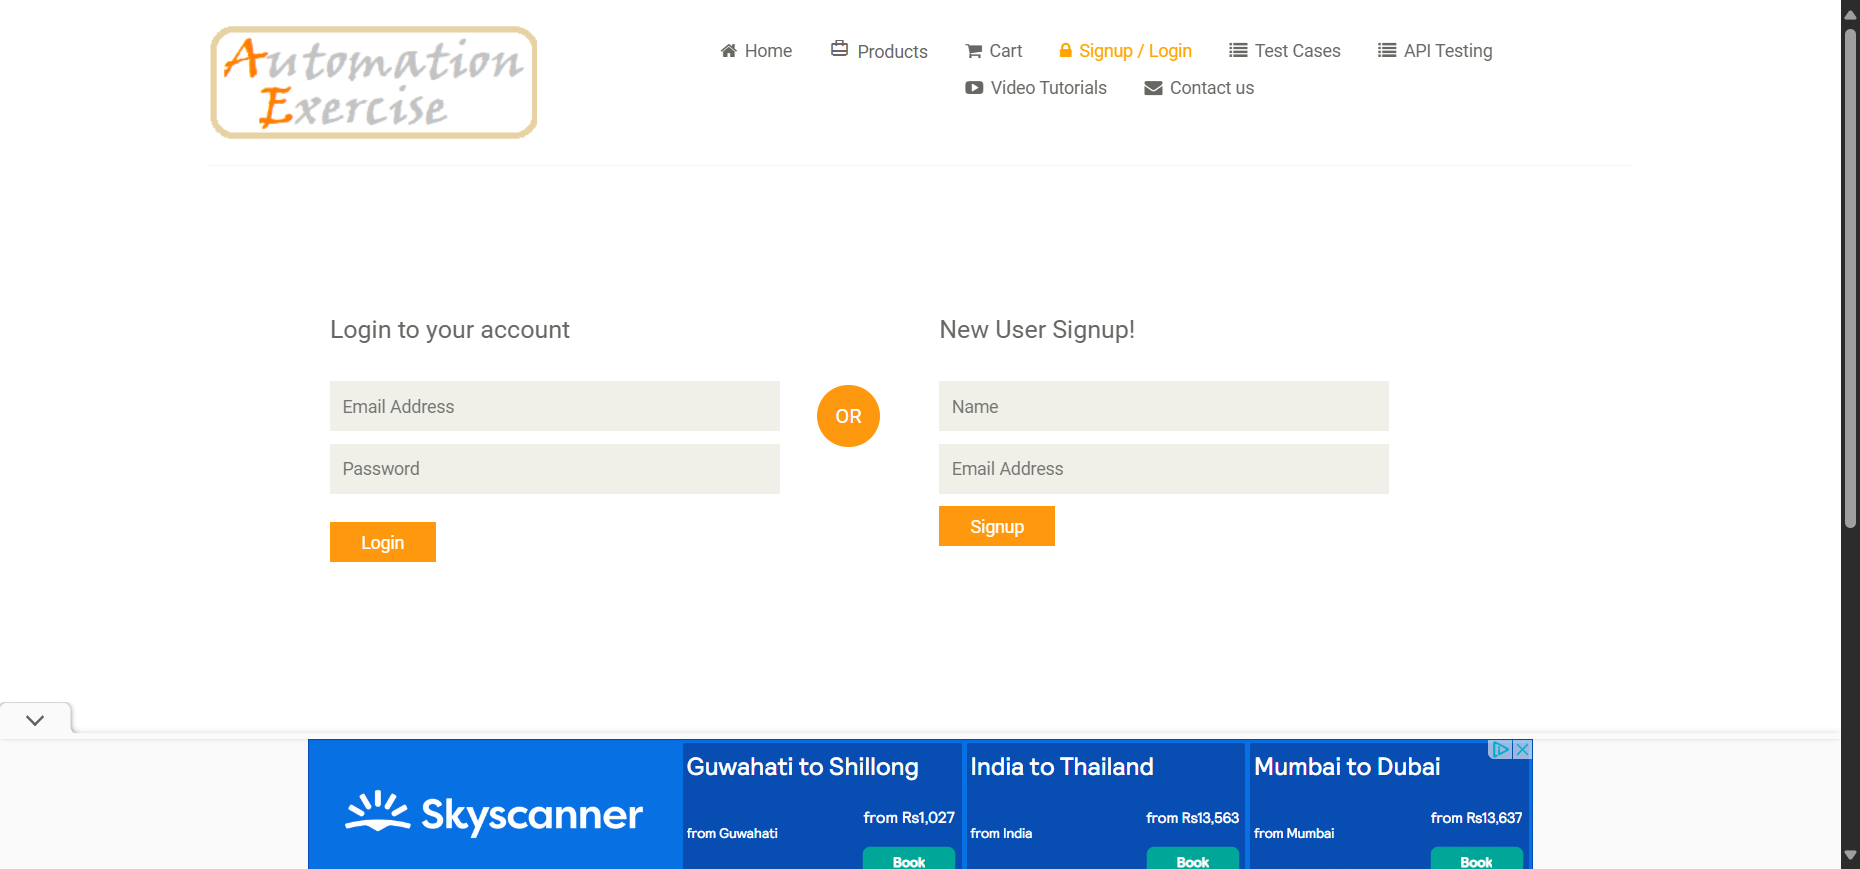 Automation
Exercise
Home
Products
Cart
Signup / Login
Test Cases
API Testing
Video Tutorials
Contact us
Login to your account
Email Address
Password
Login
OR
New User Signup!
Name
Email Address
Signup
Skyscanner
Guwahati to Shillong
from Rs1,027
from Guwahati
Book
India to Thailand
from Rs13,563
from India
Book
Mumbai to Dubai
from Rs13,637
from Mumbai
Book